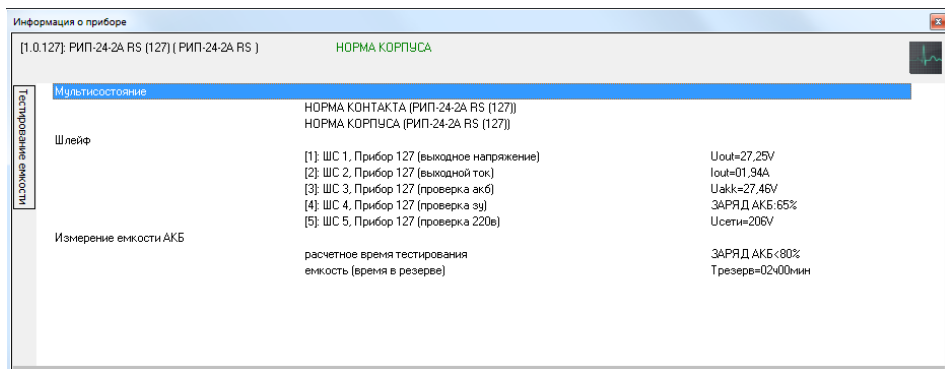 Информация о приборе
[1.0.127]: РИП-24-2А RS (127) ( РИП-24-2А RS ) НОРМА КОРПУСА
Тестирование емкости
Мультисостояние
НОРМА КОНТАКТА (РИП-24-2А RS (127))
НОРМА КОРПУСА (РИП-24-2А RS (127))
Шлейф
[1]: ШС 1, Прибор 127 (выходное напряжение) Uout=27,25V
[2]: ШС 2, Прибор 127 (выходной ток) Iout=01,94A
[3]: ШС 3, Прибор 127 (проверка акб) Uakk=27,46V
[4]: ШС 4, Прибор 127 (проверка зу) ЗАРЯД АКБ:65%
[5]: ШС 5, Прибор 127 (проверка 220в) Uсети=206V
Измерение емкости АКБ
расчетное время тестирования ЗАРЯД АКБ<80%
емкость (время в резерве) Tрезерв=02ч00мин